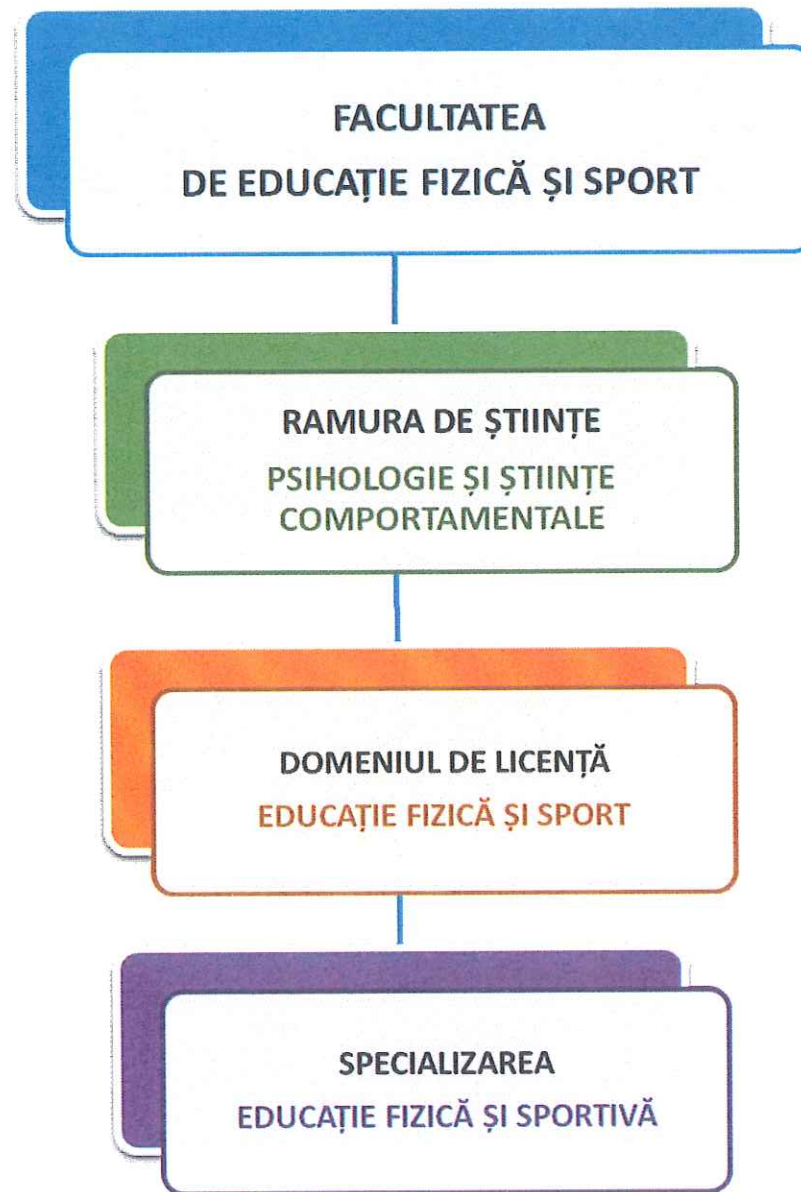 FACULTATEA
DE EDUCAȚIE FIZICĂ ȘI SPORT
RAMURA DE ȘTIINȚE
PSIHOLOGIE ȘI ȘTIINȚE
COMPORTAMENTALE
DOMENIUL DE LICENȚĂ
EDUCAȚIE FIZICĂ ȘI SPORT
SPECIALIZAREA
EDUCAȚIE FIZICĂ ȘI SPORTIVĂ